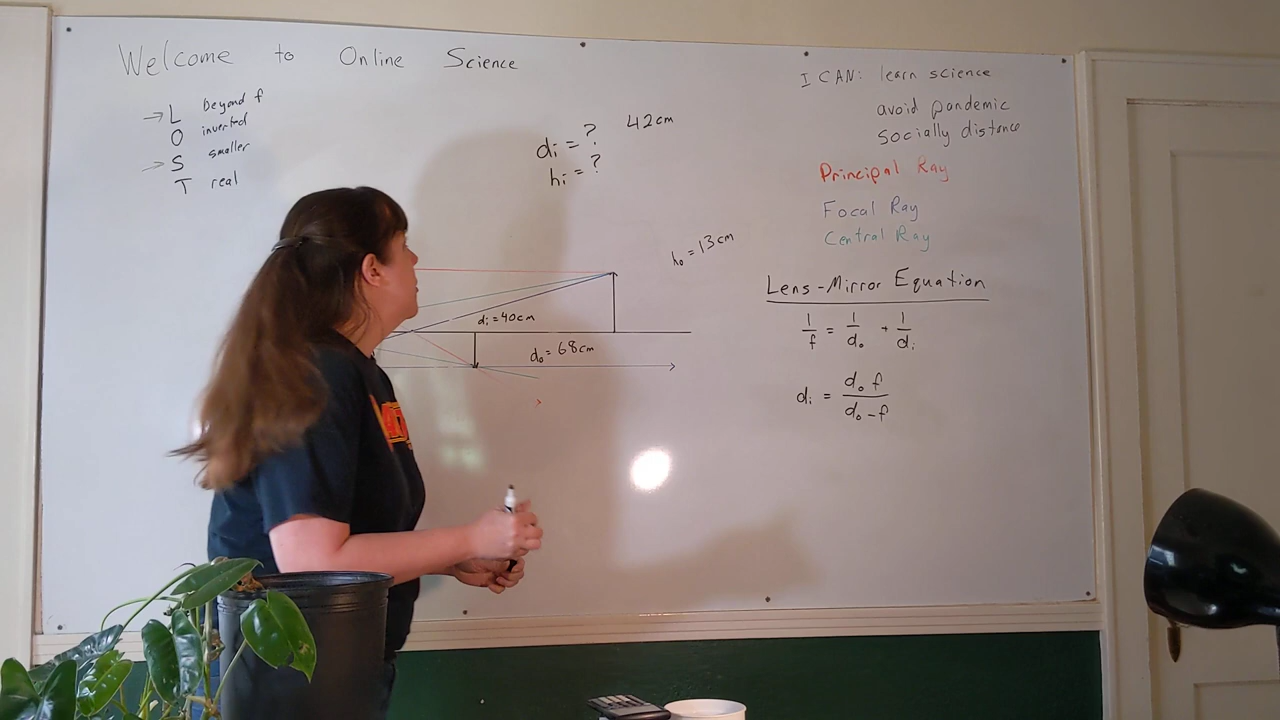 Welcome to Online Science
→ L beyond f
O inverted
→ S smaller
T real
di = ? 42cm
hi = ?
ho = 13cm
di = 40cm
do = 68cm
I CAN: learn science
avoid pandemic
socially distance
Principal Ray
Focal Ray
Central Ray
Lens-Mirror Equation
1/f = 1/do + 1/di
di = do f / do - f